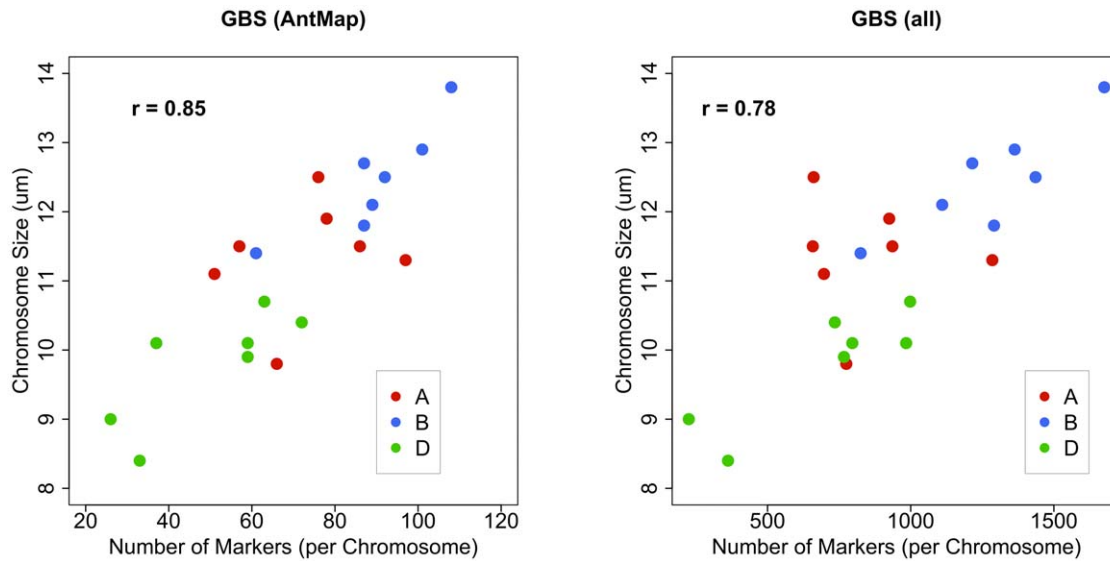 GBS (AntMap)
r = 0.85
Chromosome Size (um)
14
13
12
11
10
9
8
A
B
D
20 40 60 80 100 120
Number of Markers (per Chromosome)
GBS (all)
r = 0.78
Chromosome Size (um)
14
13
12
11
10
9
8
A
B
D
500 1000 1500
Number of Markers (per Chromosome)